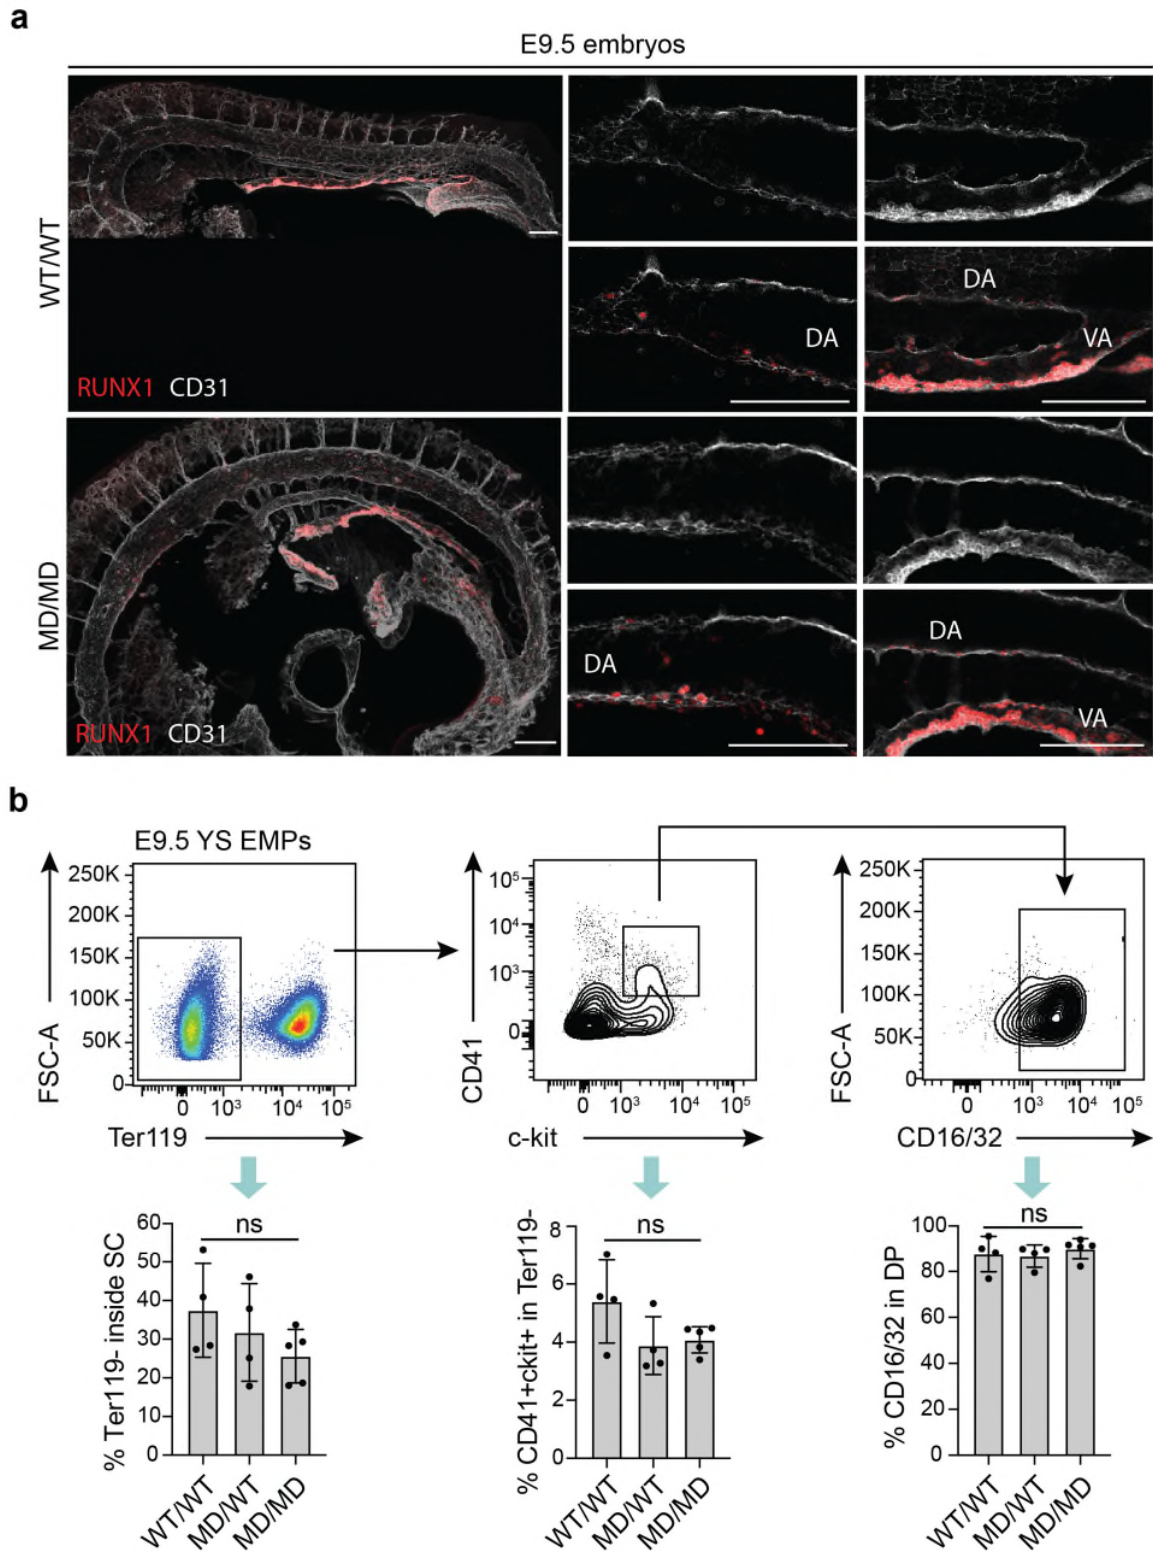 a
E9.5 embryos
WT/WT
RUNX1 CD31
DA
DA
VA
MD/MD
RUNX1 CD31
DA
DA
VA
b
E9.5 YS EMPs
250K
200K
150K
100K
50K
0
FSC-A
0 10³ 10⁴ 10⁵
Ter119
10⁵
10⁴
10³
0
CD41
0 10³ 10⁴ 10⁵
c-kit
250K
200K
150K
100K
50K
0
FSC-A
0 10³ 10⁴ 10⁵
CD16/32
60
50
40
30
20
10
0
% Ter119- inside SC
ns
WT/WT
MD/WT
MD/MD
8
6
4
2
0
% CD41+ckit+ in Ter119-
ns
WT/WT
MD/WT
MD/MD
100
80
60
40
20
0
% CD16/32 in DP
ns
WT/WT
MD/WT
MD/MD